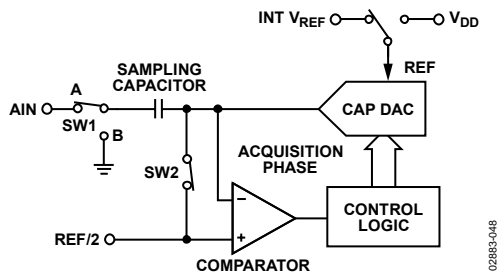 INT VREF
VDD
REF
SAMPLING
CAPACITOR
A
AIN
SW1
B
CAP DAC
ACQUISITION
PHASE
SW2
−
+
REF/2
COMPARATOR
CONTROL
LOGIC
02883-048